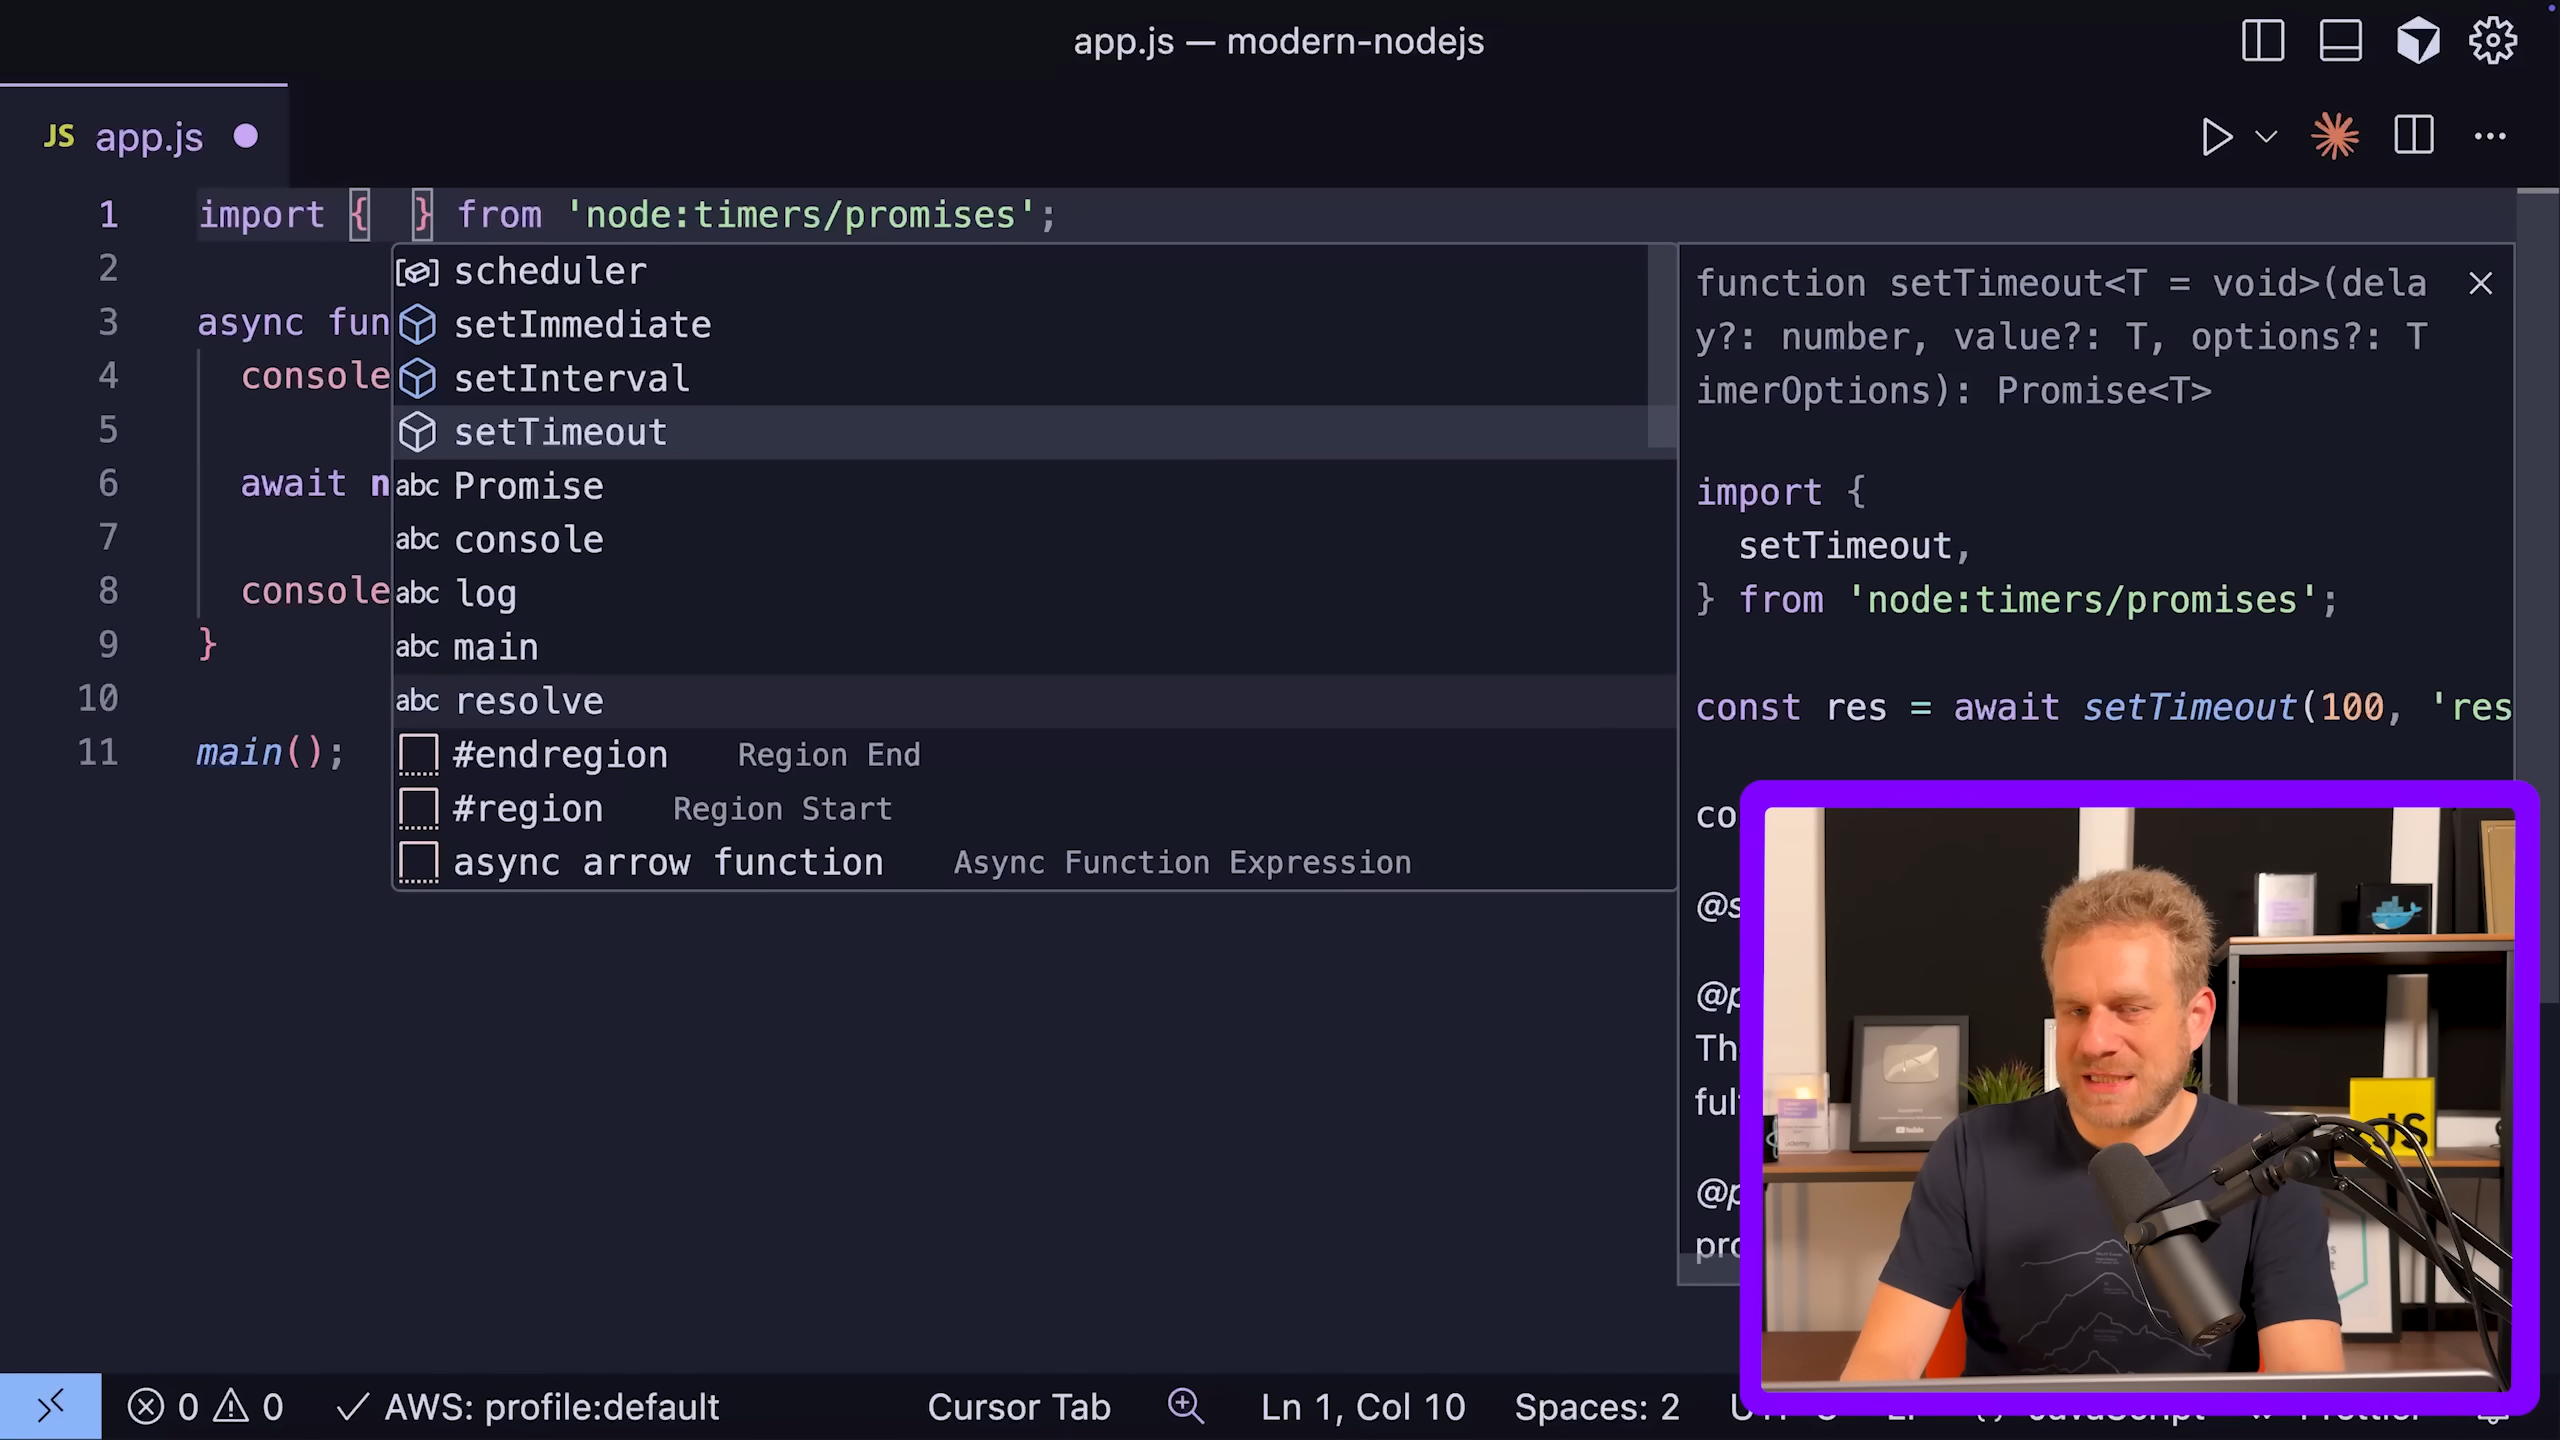 app.js — modern-nodejs
JS app.js
1 import { } from 'node:timers/promises';
2
3 async fun
4 console
5
6 await n
7
8 console
9 }
10
11 main();
scheduler
setImmediate
setInterval
setTimeout
abc Promise
abc console
abc log
abc main
abc resolve
#endregion Region End
#region Region Start
async arrow function Async Function Expression
function setTimeout<T = void>(dela
y?: number, value?: T, options?: T
imerOptions): Promise<T>
import {
setTimeout,
} from 'node:timers/promises';
const res = await setTimeout(100, 'res
co
@s
@p
Th
ful
@p
pro
JS
0 0 AWS: profile:default Cursor Tab Ln 1, Col 10 Spaces: 2